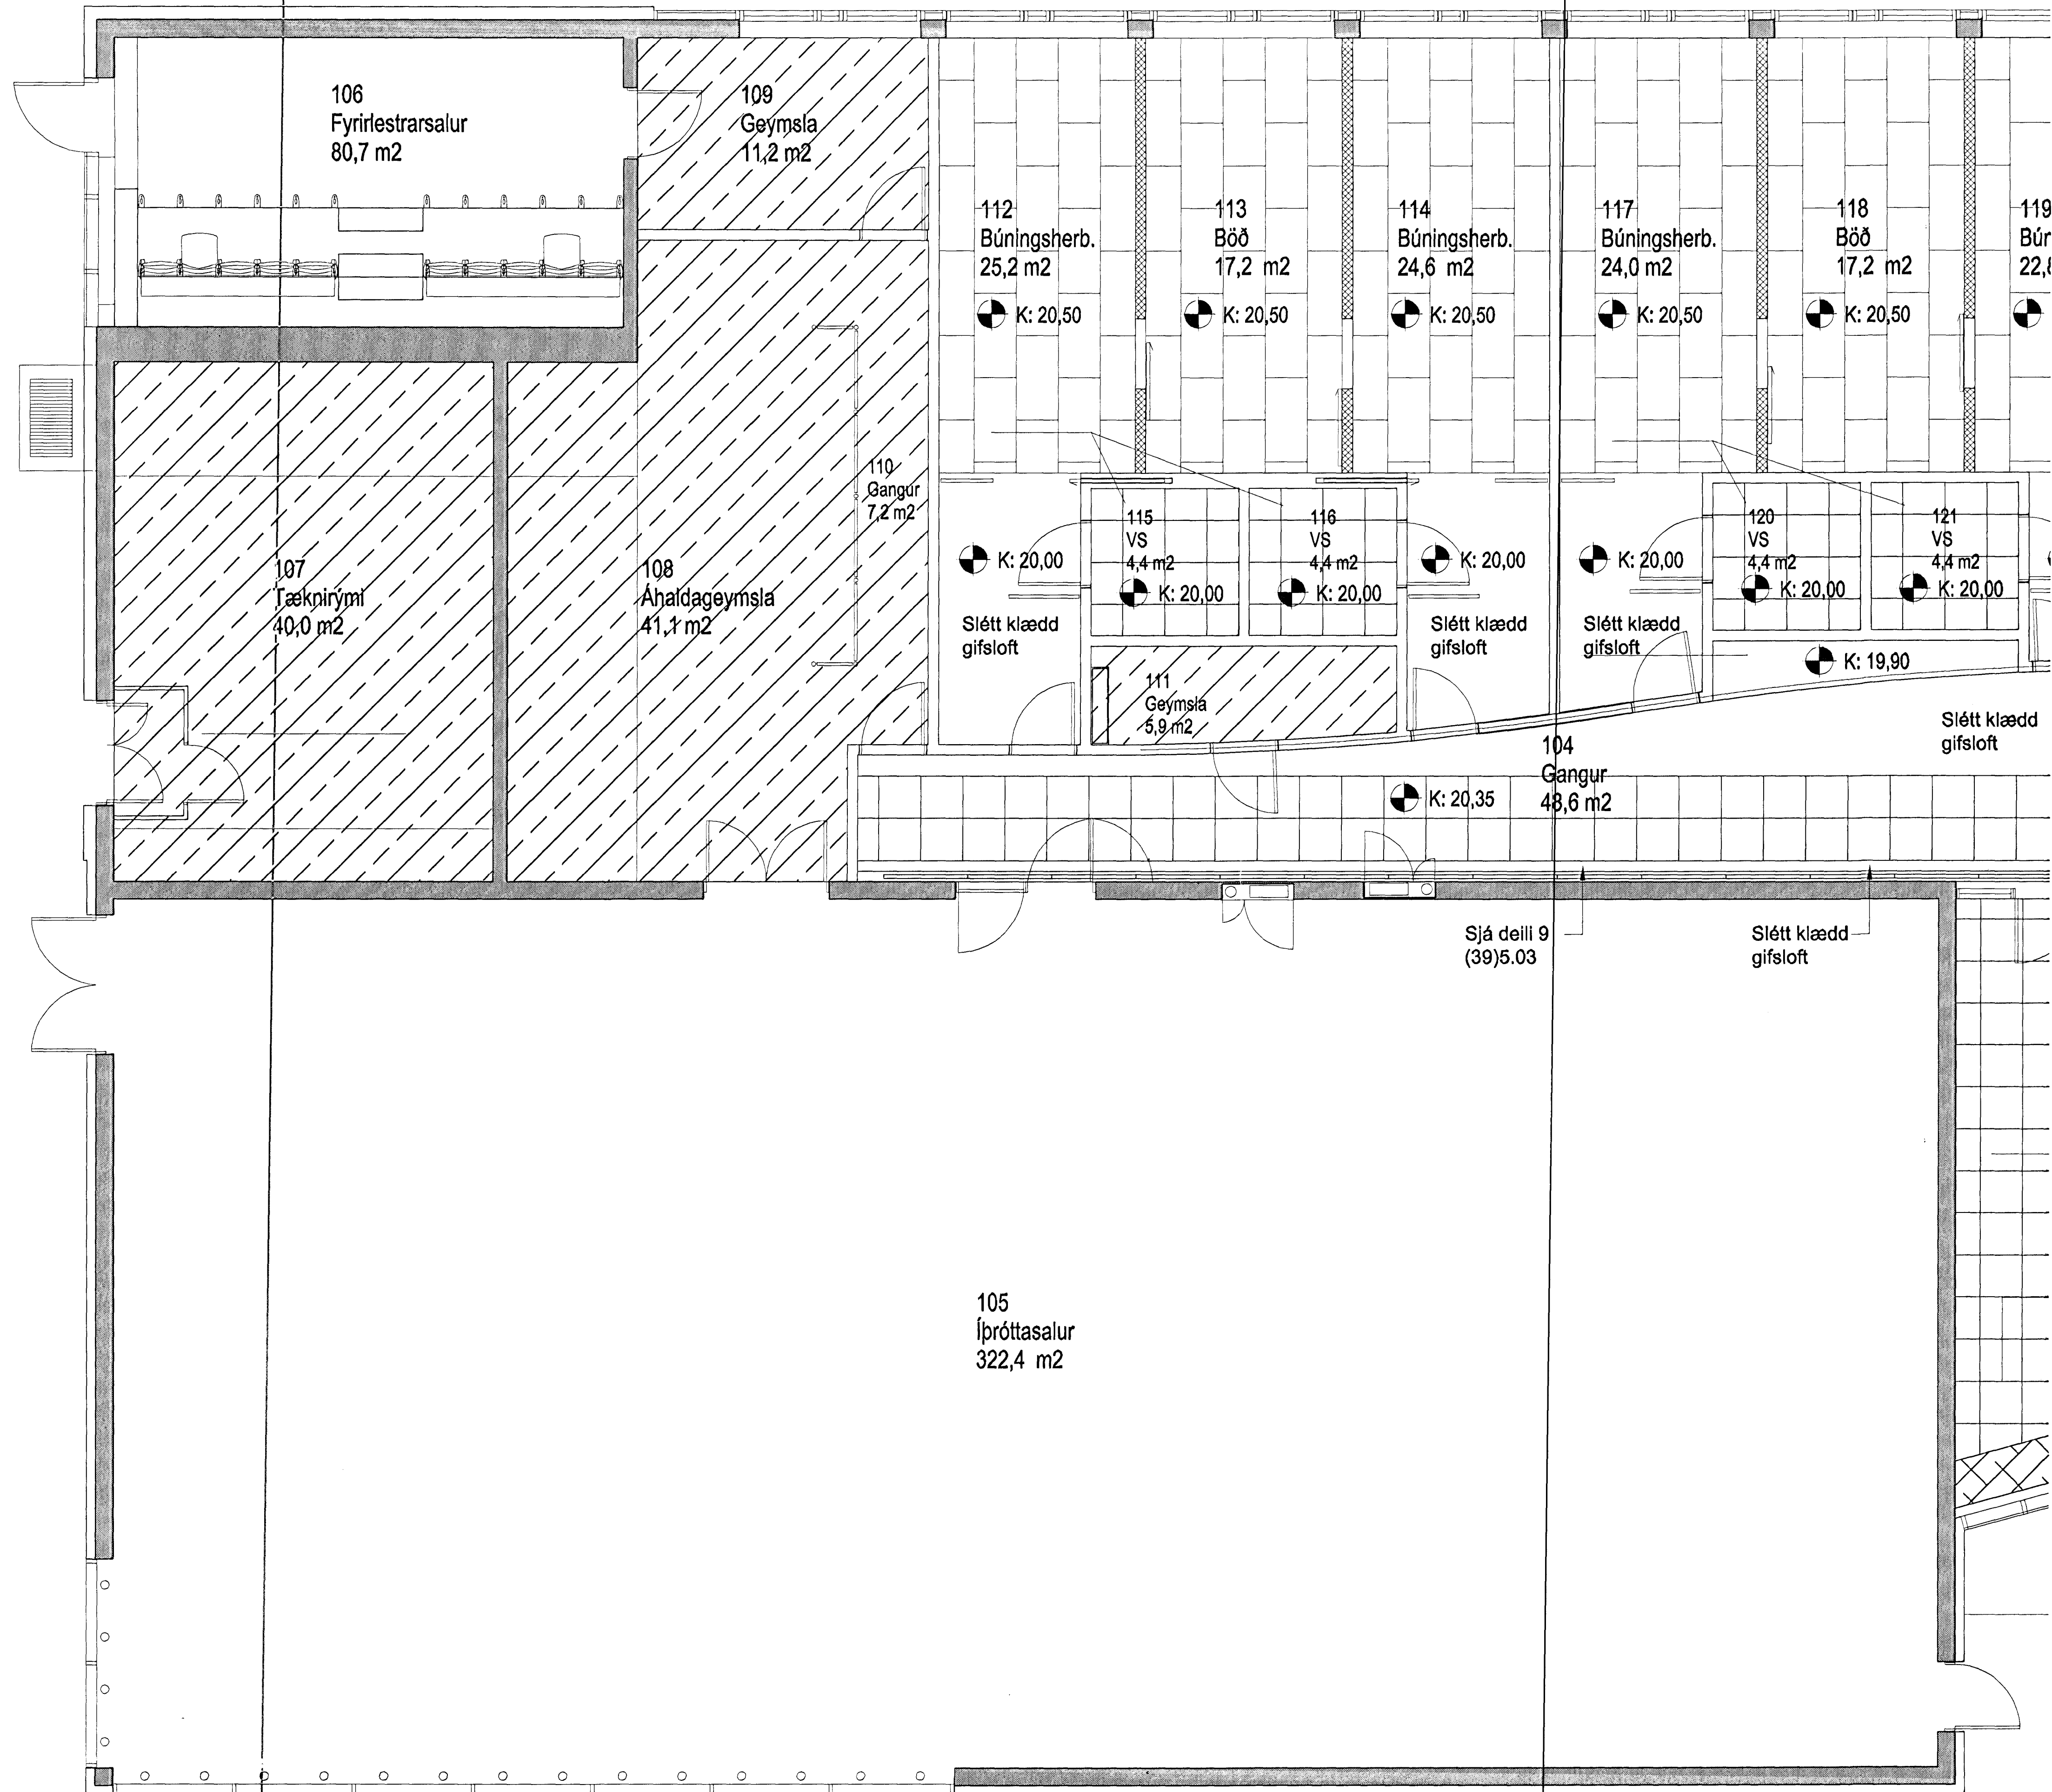 106
Fyrirlestrarsalur
80,7 m2
109
Geymsla
11,2 m2
112
Búningsherb.
25,2 m2
K: 20,50
113
Böð
17,2 m2
K: 20,50
114
Búningsherb.
24,6 m2
K: 20,50
117
Búningsherb.
24,0 m2
K: 20,50
118
Böð
17,2 m2
K: 20,50
119
110
Gangur
7,2 m2
107
Tæknirými
40,0 m2
108
Áhaldageymsla
41,1 m2
K: 20,00
Slétt klædd
gifsloft
115
VS
4,4 m2
K: 20,00
116
VS
4,4 m2
K: 20,00
K: 20,00
Slétt klædd
gifsloft
K: 20,00
Slétt klædd
gifsloft
120
VS
4,4 m2
K: 20,00
121
VS
4,4 m2
K: 20,00
K: 19,90
111
Geymsla
5,9 m2
Slétt klædd
gifsloft
104
Gangur
48,6 m2
K: 20,35
Sjá deili 9
(39)5.03
Slétt klædd
gifsloft
105
Íþróttasalur
322,4 m2